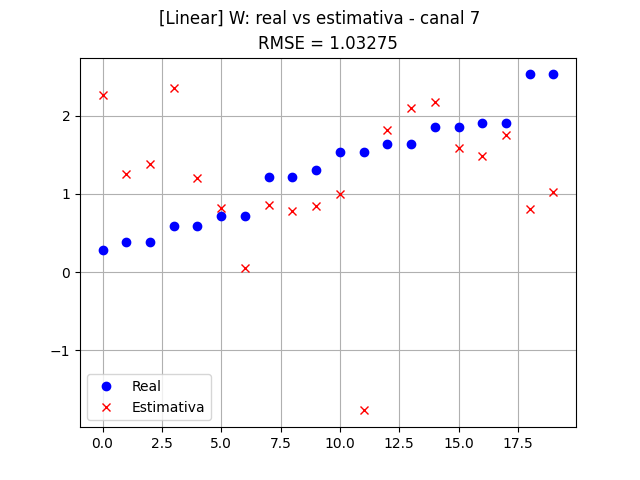 [Linear] W: real vs estimativa - canal 7
RMSE = 1.03275
2
1
0
−1
Real
Estimativa
0.0 2.5 5.0 7.5 10.0 12.5 15.0 17.5